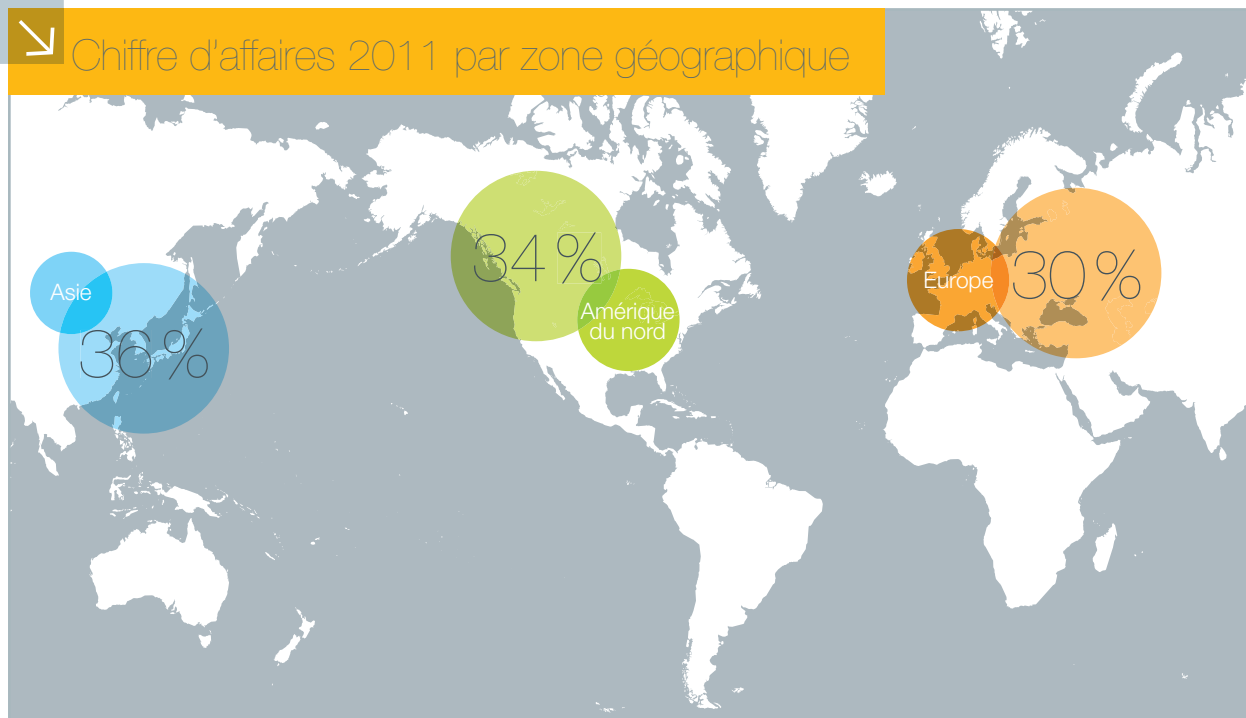 Chiffre d'affaires 2011 par zone géographique
Asie
36 %
34 %
Amérique
du nord
Europe
30 %